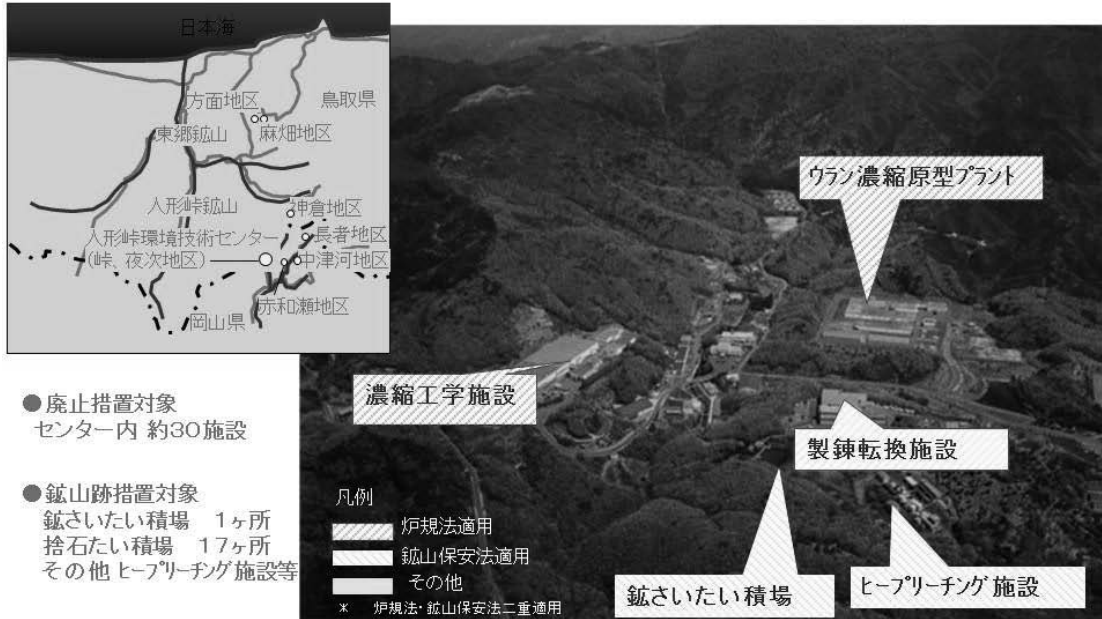 日本海
方面地区
鳥取県
東郷鉱山
麻畑地区
人形峠鉱山
神倉地区
人形峠環境技術センター
長者地区
(峠、夜次地区)
中津河地区
赤和瀬地区
岡山県
ウラン濃縮原型プラント
濃縮工学施設
製錬転換施設
●廃止措置対象
センター内 約30施設
●鉱山跡措置対象
鉱さいたい積場 1ヶ所
捨石たい積場 17ヶ所
その他 ヒープリーチング施設等
凡例
炉規法適用
鉱山保安法適用
その他
* 炉規法・鉱山保安法二重適用
鉱さいたい積場
ヒープリーチング施設